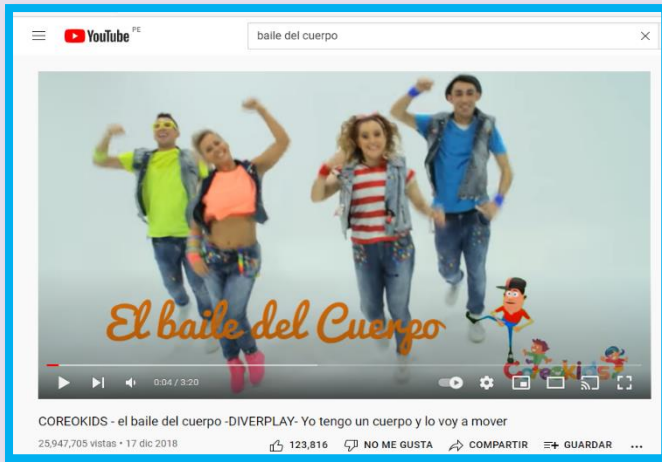 YouTube PE
baile del cuerpo
El baile del Cuerpo
Coreokids
0:04 / 3:20
COREOKIDS - el baile del cuerpo -DIVERPLAY- Yo tengo un cuerpo y lo voy a mover
25,947,705 vistas • 17 dic 2018
123,816 NO ME GUSTA COMPARTIR GUARDAR